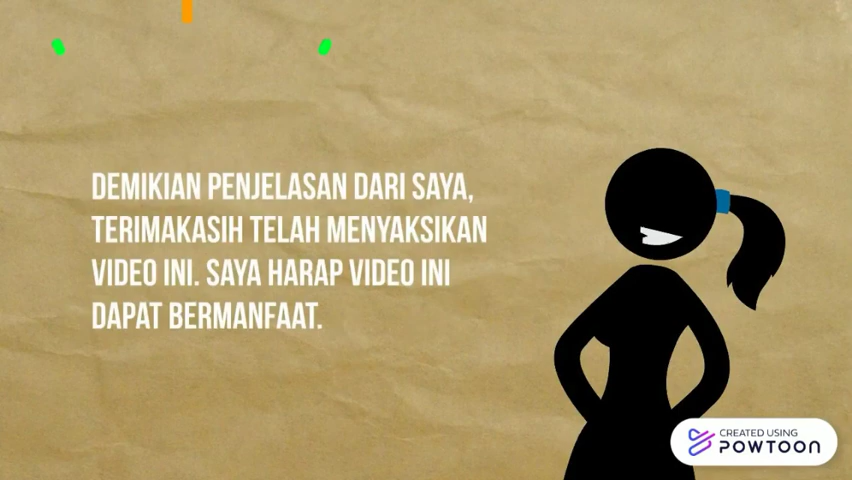 DEMIKIAN PENJELASAN DARI SAYA,
TERIMAKASIH TELAH MENYAKSIKAN
VIDEO INI. SAYA HARAP VIDEO INI
DAPAT BERMANFAAT.
CREATED USING
POWTOON